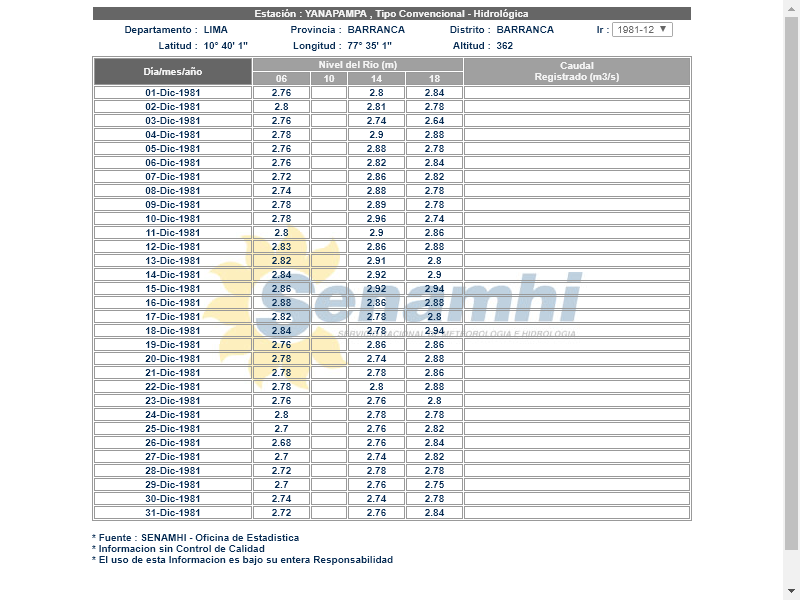 Estación : YANAPAMPA , Tipo Convencional - Hidrológica
Departamento : LIMA Provincia : BARRANCA Distrito : BARRANCA Ir : 1981-12
Latitud : 10° 40' 1" Longitud : 77° 35' 1" Altitud : 362
Dia/mes/año Nivel del Rio (m) Caudal Registrado (m3/s)
06 10 14 18
01-Dic-1981 2.76 2.8 2.84
02-Dic-1981 2.8 2.81 2.78
03-Dic-1981 2.76 2.74 2.64
04-Dic-1981 2.78 2.9 2.88
05-Dic-1981 2.76 2.88 2.78
06-Dic-1981 2.76 2.82 2.84
07-Dic-1981 2.72 2.86 2.82
08-Dic-1981 2.74 2.88 2.78
09-Dic-1981 2.78 2.89 2.78
10-Dic-1981 2.78 2.96 2.74
11-Dic-1981 2.8 2.9 2.86
12-Dic-1981 2.83 2.86 2.88
13-Dic-1981 2.82 2.91 2.8
14-Dic-1981 2.84 2.92 2.9
15-Dic-1981 2.86 2.92 2.94
16-Dic-1981 2.88 2.86 2.88
17-Dic-1981 2.82 2.78 2.8
18-Dic-1981 2.84 2.78 2.94
19-Dic-1981 2.76 2.86 2.86
20-Dic-1981 2.78 2.74 2.88
21-Dic-1981 2.78 2.78 2.86
22-Dic-1981 2.78 2.8 2.88
23-Dic-1981 2.76 2.76 2.8
24-Dic-1981 2.8 2.78 2.78
25-Dic-1981 2.7 2.76 2.82
26-Dic-1981 2.68 2.76 2.84
27-Dic-1981 2.7 2.74 2.82
28-Dic-1981 2.72 2.78 2.78
29-Dic-1981 2.7 2.76 2.75
30-Dic-1981 2.74 2.74 2.78
31-Dic-1981 2.72 2.76 2.84
Senamhi
SERVICIO NACIONAL DE METEOROLOGIA E HIDROLOGIA
* Fuente : SENAMHI - Oficina de Estadistica
* Informacion sin Control de Calidad
* El uso de esta Informacion es bajo su entera Responsabilidad